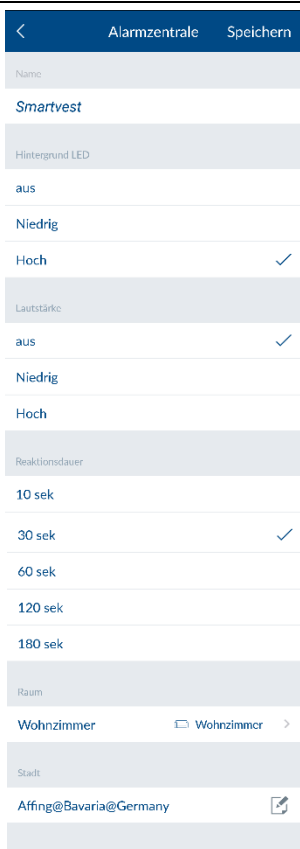 Alarmzentrale Speichern
Name
Smartvest
Hintergrund LED
aus
Niedrig
Hoch
Lautstärke
aus
Niedrig
Hoch
Reaktionsdauer
10 sek
30 sek
60 sek
120 sek
180 sek
Raum
Wohnzimmer Wohnzimmer
Stadt
Affing@Bavaria@Germany